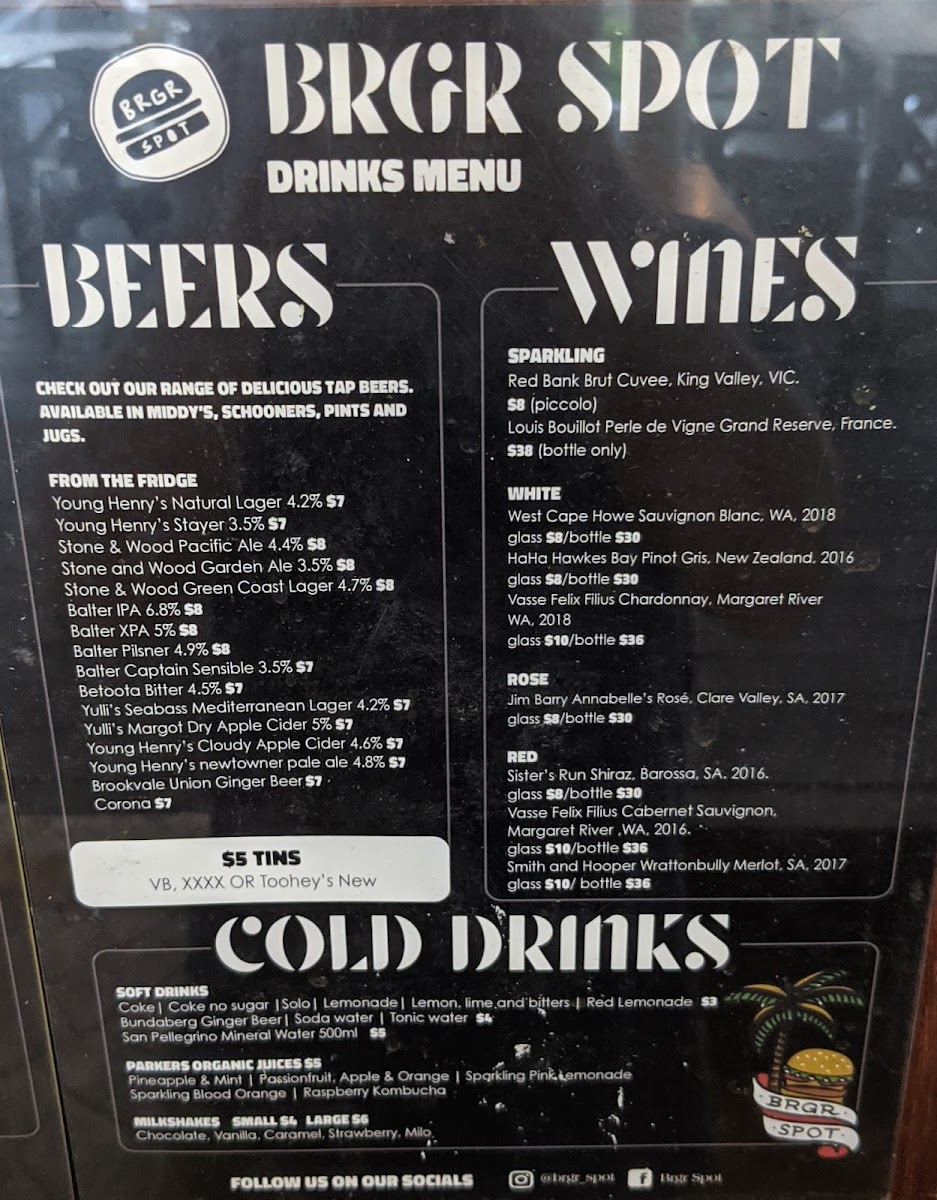 BRGR
SPOT
BRGR SPOT
DRINKS MENU
BEERS
CHECK OUT OUR RANGE OF DELICIOUS TAP BEERS.
AVAILABLE IN MIDDY'S, SCHOONERS, PINTS AND
JUGS.
FROM THE FRIDGE
Young Henry's Natural Lager 4.2% $7
Young Henry's Stayer 3.5% $7
Stone & Wood Pacific Ale 4.4% $8
Stone and Wood Garden Ale 3.5% $8
Stone & Wood Green Coast Lager 4.7% $8
Balter IPA 6.8% $8
Balter XPA 5% $8
Balter Pilsner 4.9% $8
Balter Captain Sensible 3.5% $7
Betoota Bitter 4.5% $7
Yulli's Seabass Mediterranean Lager 4.2% $7
Yulli's Margot Dry Apple Cider 5% $7
Young Henry's Cloudy Apple Cider 4.6% $7
Young Henry's newtowner pale ale 4.8% $7
Brookvale Union Ginger Beer $7
Corona $7
$5 TINS
VB, XXXX OR Toohey's New
WINES
SPARKLING
Red Bank Brut Cuvee, King Valley, VIC.
$8 (piccolo)
Louis Bouillot Perle de Vigne Grand Reserve, France.
$38 (bottle only)
WHITE
West Cape Howe Sauvignon Blanc, WA, 2018
glass $8/bottle $30
HaHa Hawkes Bay Pinot Gris, New Zealand, 2016
glass $8/bottle $30
Vasse Felix Filius Chardonnay, Margaret River
WA, 2018
glass $10/bottle $36
ROSE
Jim Barry Annabelle's Rosé, Clare Valley, SA, 2017
glass $8/bottle $30
RED
Sister's Run Shiraz, Barossa, SA. 2016.
glass $8/bottle $30
Vasse Felix Filius Cabernet Sauvignon,
Margaret River ,WA, 2016.
glass $10/bottle $36
Smith and Hooper Wrattonbully Merlot, SA, 2017
glass $10/ bottle $36
COLD DRINKS
SOFT DRINKS
Coke| Coke no sugar |Solo| Lemonade| Lemon, lime and bitters | Red Lemonade $3
Bundaberg Ginger Beer| Soda water | Tonic water $4
San Pellegrino Mineral Water 500ml $5
PARKERS ORGANIC JUICES $5
Pineapple & Mint | Passionfruit, Apple & Orange | Sparkling Pink Lemonade
Sparkling Blood Orange | Raspberry Kombucha
MILKSHAKES SMALL $4 LARGE $6
Chocolate, Vanilla, Caramel, Strawberry, Milo
BRGR
SPOT
FOLLOW US ON OUR SOCIALS @brgr_spot f Brgr Spot